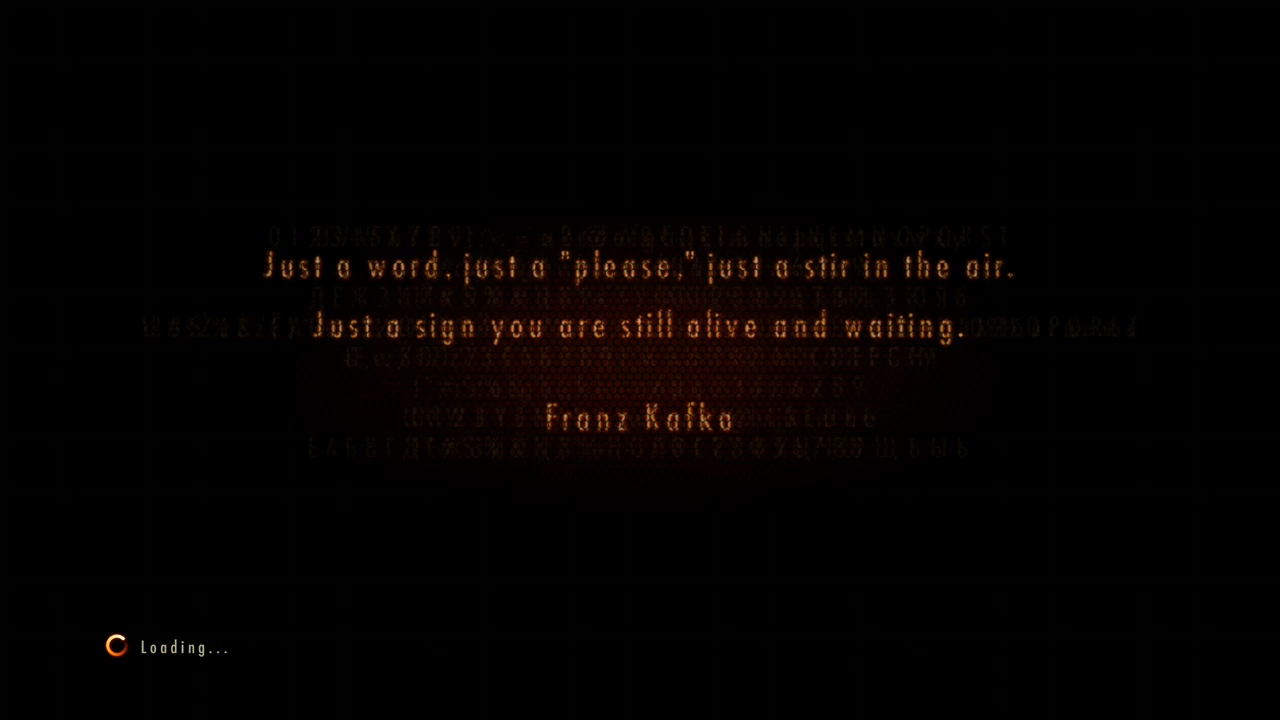 Just a word, just a "please," just a stir in the air.
Just a sign you are still alive and waiting.
Franz Kafka
Loading...